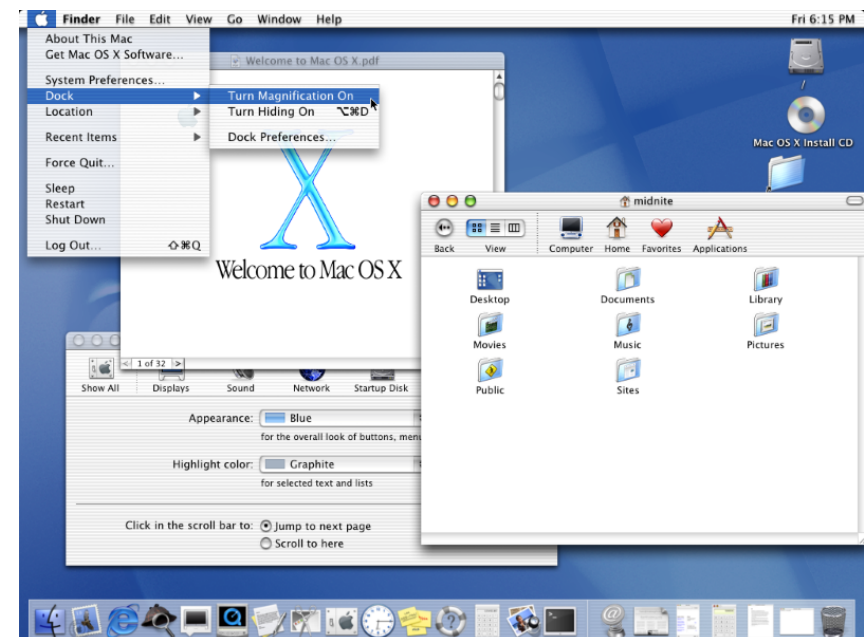 Finder File Edit View Go Window Help
Fri 6:15 PM
About This Mac
Get Mac OS X Software...
System Preferences...
Dock
Location
Recent Items
Force Quit...
Sleep
Restart
Shut Down
Log Out... ⇧⌘Q
Turn Magnification On
Turn Hiding On ⌥⌘D
Dock Preferences...
Welcome to Mac OS X.pdf
Welcome to Mac OS X
1 of 32
/
Mac OS X Install CD
midnite
Back View Computer Home Favorites Applications
Desktop Documents Library
Movies Music Pictures
Public Sites
Show All Displays Sound Network Startup Disk
Appearance: Blue
for the overall look of buttons, menu
Highlight color: Graphite
for selected text and lists
Click in the scroll bar to: Jump to next page
Scroll to here